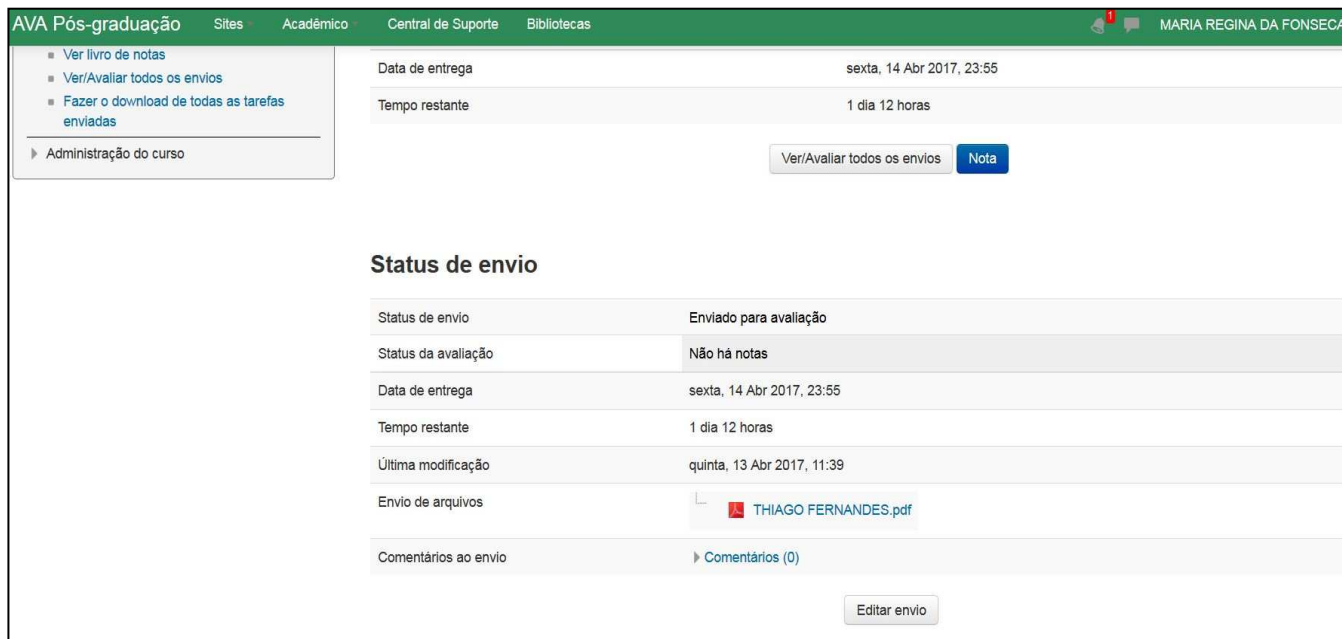 AVA Pós-graduação Sites Acadêmico Central de Suporte Bibliotecas 1 MARIA REGINA DA FONSECA
Ver livro de notas
Ver/Avaliar todos os envios
Fazer o download de todas as tarefas
enviadas
Administração do curso
Data de entrega sexta, 14 Abr 2017, 23:55
Tempo restante 1 dia 12 horas
Ver/Avaliar todos os envios Nota
Status de envio
Status de envio Enviado para avaliação
Status da avaliação Não há notas
Data de entrega sexta, 14 Abr 2017, 23:55
Tempo restante 1 dia 12 horas
Última modificação quinta, 13 Abr 2017, 11:39
Envio de arquivos THIAGO FERNANDES.pdf
Comentários ao envio Comentários (0)
Editar envio